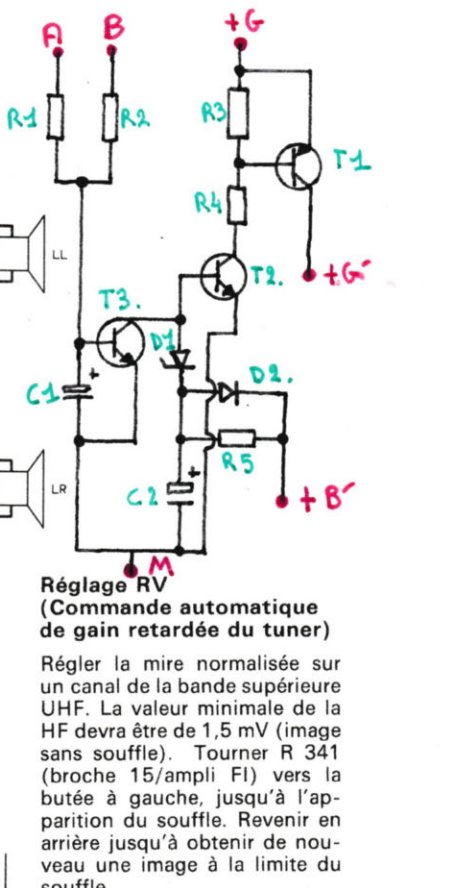 A B +G
R1 R2 R3
T1
R4
LL
T2. +G'
T3.
D1
D2.
C1 +
R5
LR
C2 +
+B'
M
Réglage RV
(Commande automatique
de gain retardée du tuner)
Régler la mire normalisée sur
un canal de la bande supérieure
UHF. La valeur minimale de la
HF devra être de 1,5 mV (image
sans souffle). Tourner R 341
(broche 15/ampli FI) vers la
butée à gauche, jusqu'à l'ap-
parition du souffle. Revenir en
arrière jusqu'à obtenir de nou-
veau une image à la limite du
souffle